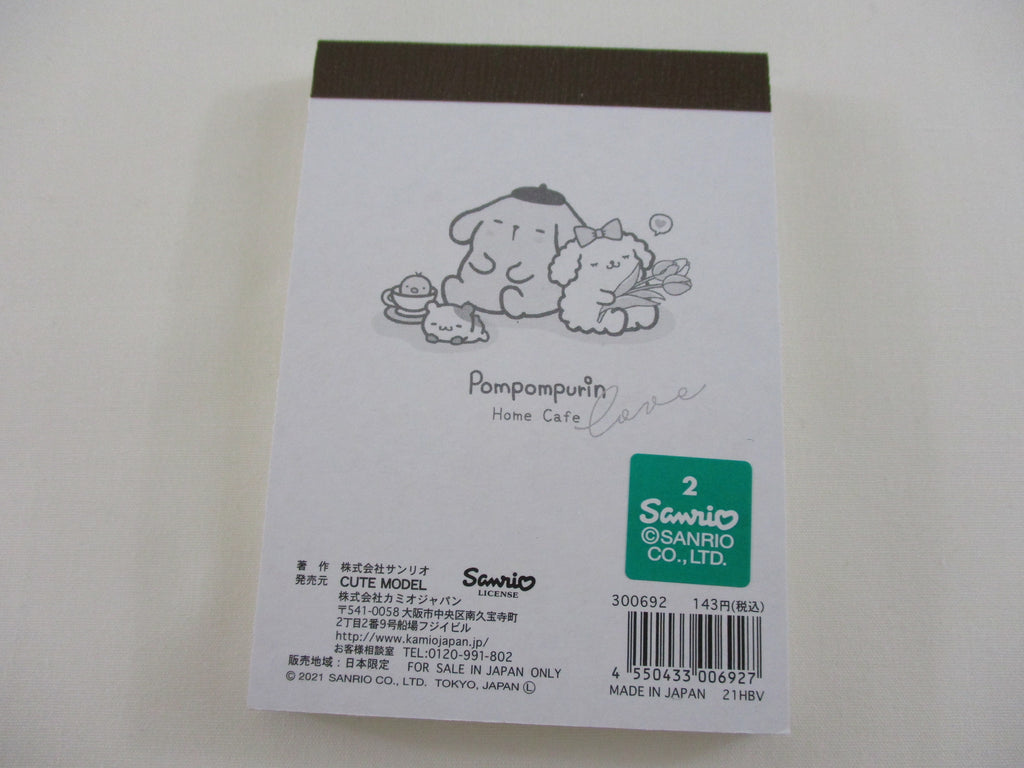 Pompompurin
Home Cafe love
2
Sanrio
©SANRIO
CO.,LTD.
著 作 株式会社サンリオ
発売元 CUTE MODEL
株式会社カミオジャパン
〒541-0058 大阪市中央区南久宝寺町
2丁目2番9号船場フジイビル
http://www.kamiojapan.jp/
お客様相談室 TEL:0120-991-802
販売地域：日本限定 FOR SALE IN JAPAN ONLY
© 2021 SANRIO CO., LTD. TOKYO, JAPAN Ⓛ
Sanrio
LICENSE
300692 143円(税込)
4 550433 006927
MADE IN JAPAN 21HBV